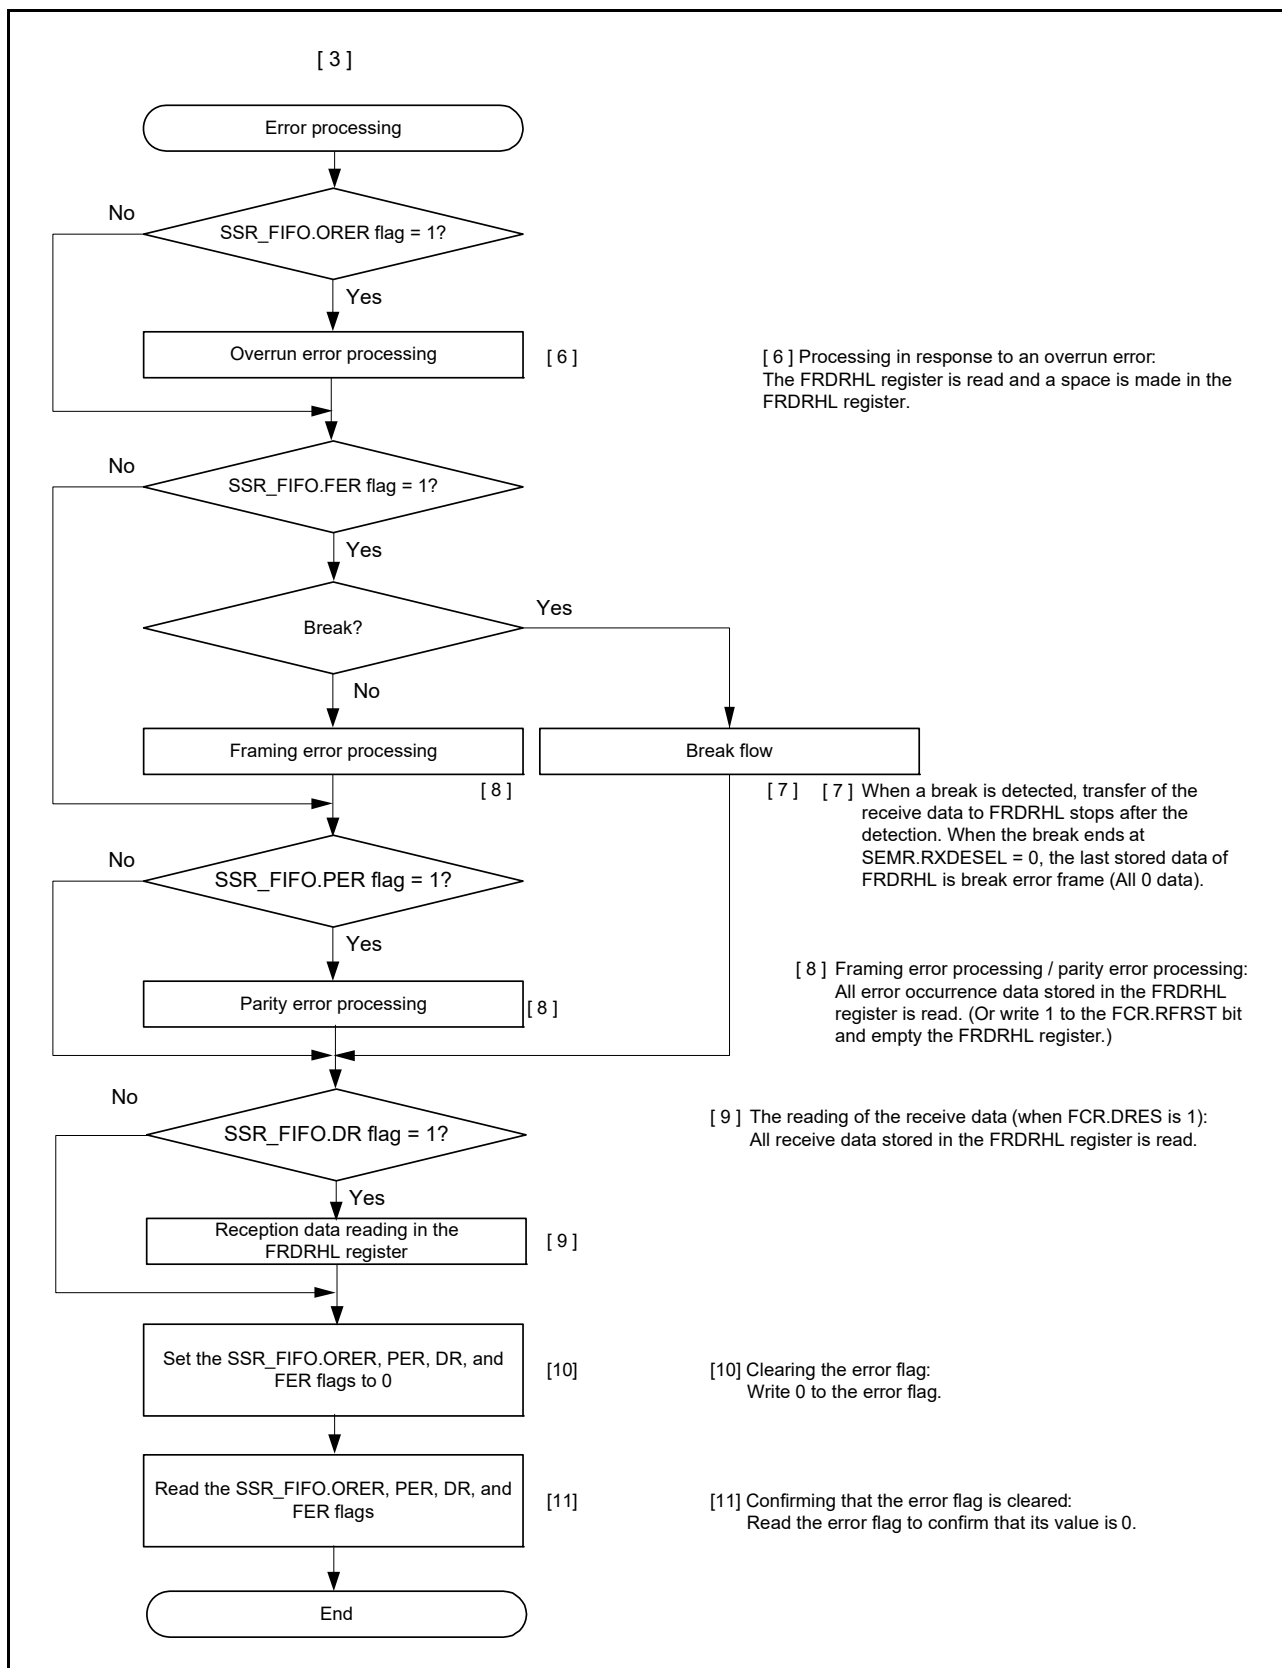 [ 3 ]
Error processing
No
SSR_FIFO.ORER flag = 1?
Yes
Overrun error processing
[ 6 ]
[ 6 ] Processing in response to an overrun error:
The FRDRHL register is read and a space is made in the
FRDRHL register.
No
SSR_FIFO.FER flag = 1?
Yes
Break?
Yes
No
Framing error processing
Break flow
[ 8 ]
[ 7 ]
[ 7 ] When a break is detected, transfer of the
receive data to FRDRHL stops after the
detection. When the break ends at
SEMR.RXDESEL = 0, the last stored data of
FRDRHL is break error frame (All 0 data).
No
SSR_FIFO.PER flag = 1?
Yes
Parity error processing
[ 8 ]
[ 8 ] Framing error processing / parity error processing:
All error occurrence data stored in the FRDRHL
register is read. (Or write 1 to the FCR.RFRST bit
and empty the FRDRHL register.)
No
SSR_FIFO.DR flag = 1?
Yes
[ 9 ] The reading of the receive data (when FCR.DRES is 1):
All receive data stored in the FRDRHL register is read.
Reception data reading in the
FRDRHL register
[ 9 ]
Set the SSR_FIFO.ORER, PER, DR, and
FER flags to 0
[10]
[10] Clearing the error flag:
Write 0 to the error flag.
Read the SSR_FIFO.ORER, PER, DR, and
FER flags
[11]
[11] Confirming that the error flag is cleared:
Read the error flag to confirm that its value is 0.
End